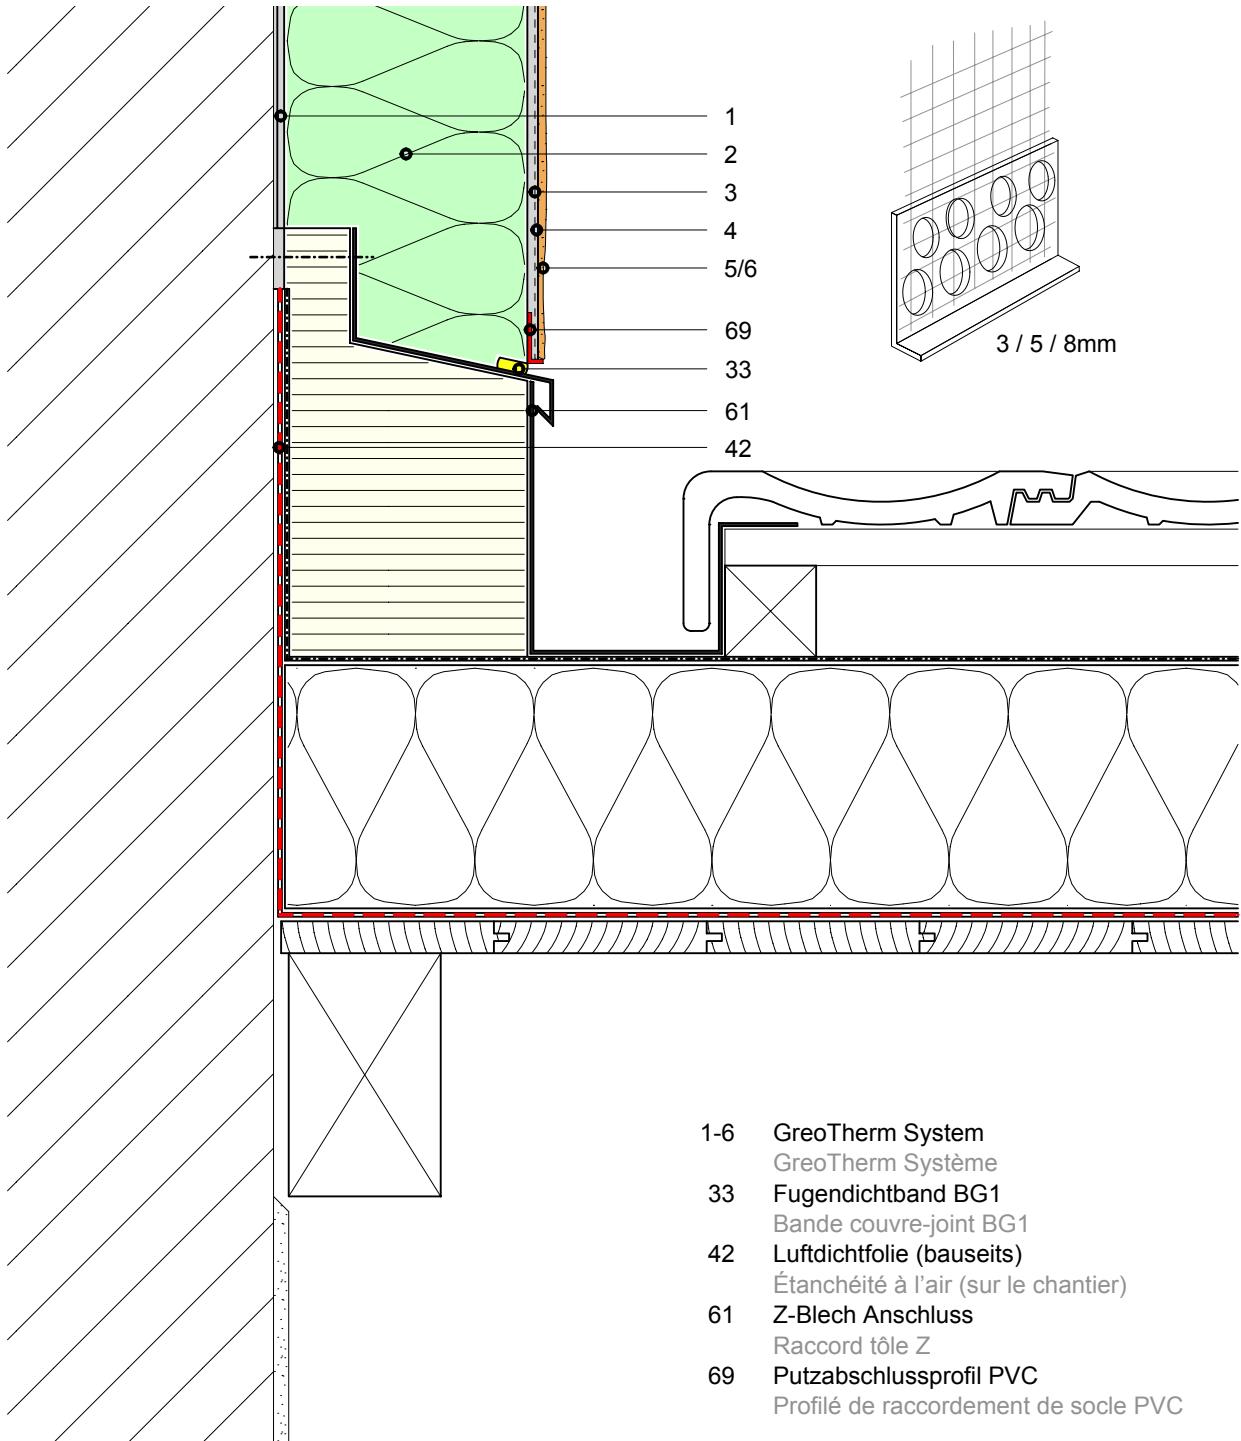 1
2
3
4
5/6
69
33
61
42
3 / 5 / 8mm
1-6 GreoTherm System
GreoTherm Système
33 Fugendichtband BG1
Bande couvre-joint BG1
42 Luftdichtfolie (bauseits)
Étanchéité à l'air (sur le chantier)
61 Z-Blech Anschluss
Raccord tôle Z
69 Putzabschlussprofil PVC
Profilé de raccordement de socle PVC